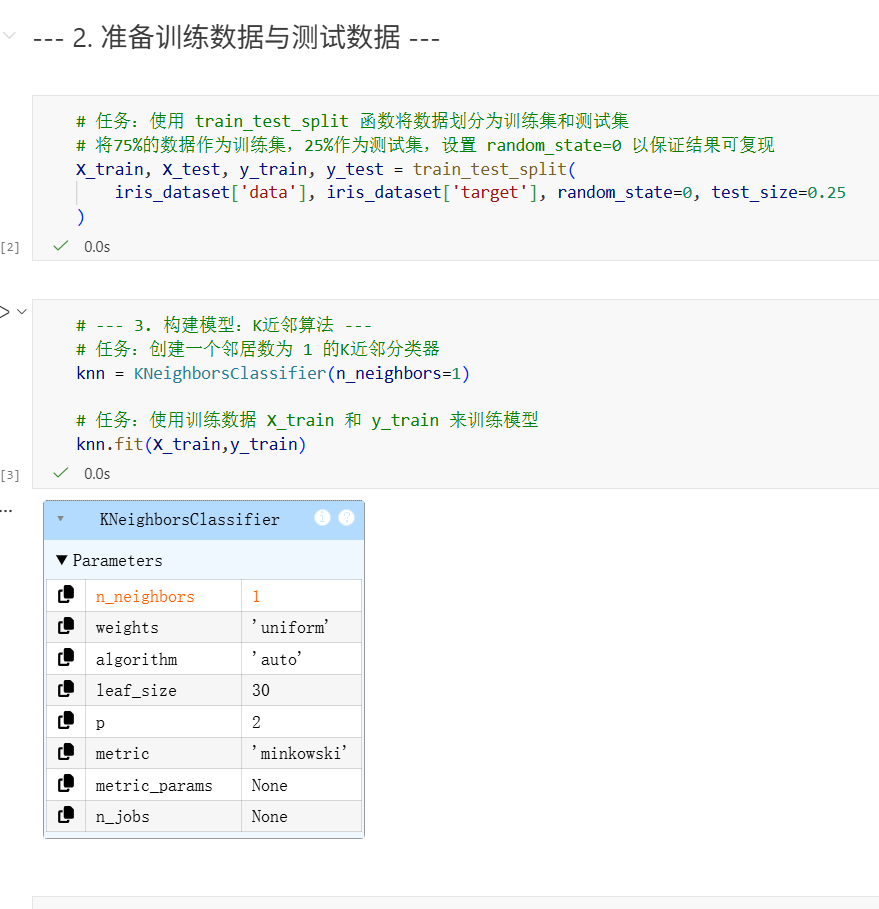 --- 2. 准备训练数据与测试数据 ---
# 任务：使用 train_test_split 函数将数据划分为训练集和测试集
# 将75%的数据作为训练集，25%作为测试集，设置 random_state=0 以保证结果可复现
X_train, X_test, y_train, y_test = train_test_split(
iris_dataset['data'], iris_dataset['target'], random_state=0, test_size=0.25
)
[2] 0.0s
# --- 3. 构建模型：K近邻算法 ---
# 任务：创建一个邻居数为 1 的K近邻分类器
knn = KNeighborsClassifier(n_neighbors=1)
# 任务：使用训练数据 X_train 和 y_train 来训练模型
knn.fit(X_train,y_train)
[3] 0.0s
...
KNeighborsClassifier i ?
Parameters
n_neighbors 1
weights 'uniform'
algorithm 'auto'
leaf_size 30
p 2
metric 'minkowski'
metric_params None
n_jobs None